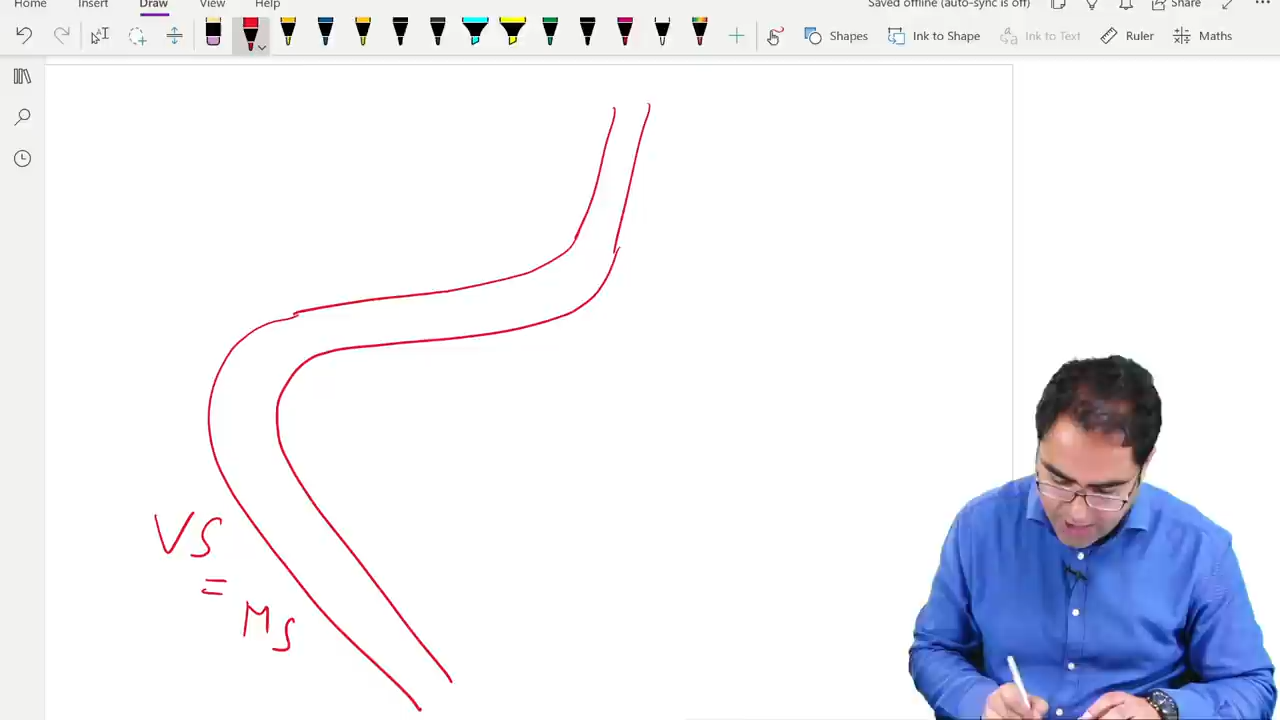 Home Insert Draw View Help Saved offline (auto-sync is off) Share
Shapes Ink to Shape Ink to Text Ruler Maths
VS
=
MS